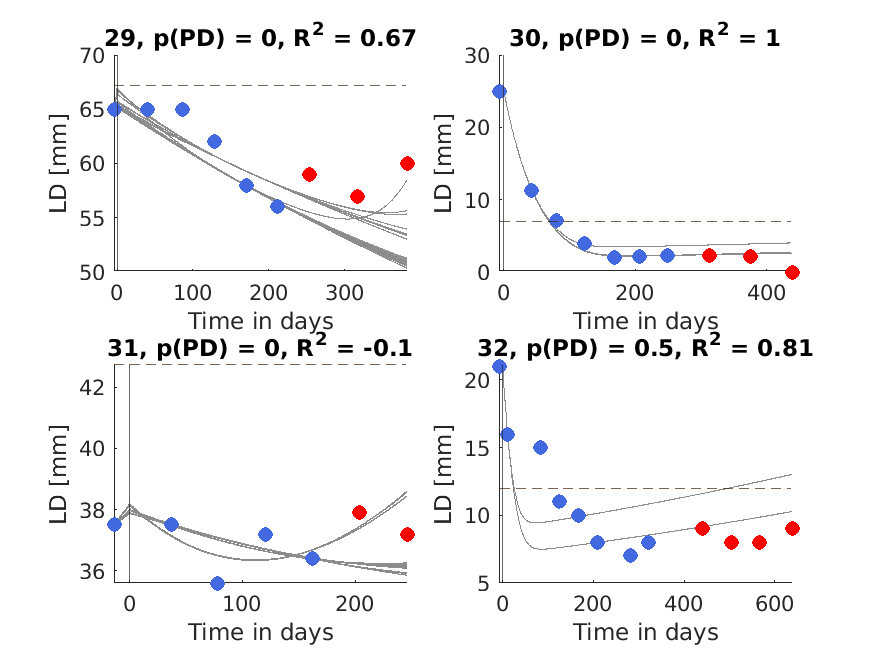 29, p(PD) = 0, R² = 0.67
70
65
60
55
50
LD [mm]
0 100 200 300
Time in days
30, p(PD) = 0, R² = 1
30
20
10
0
LD [mm]
0 200 400
Time in days
31, p(PD) = 0, R² = -0.1
42
40
38
36
LD [mm]
0 100 200
Time in days
32, p(PD) = 0.5, R² = 0.81
20
15
10
5
LD [mm]
0 200 400 600
Time in days